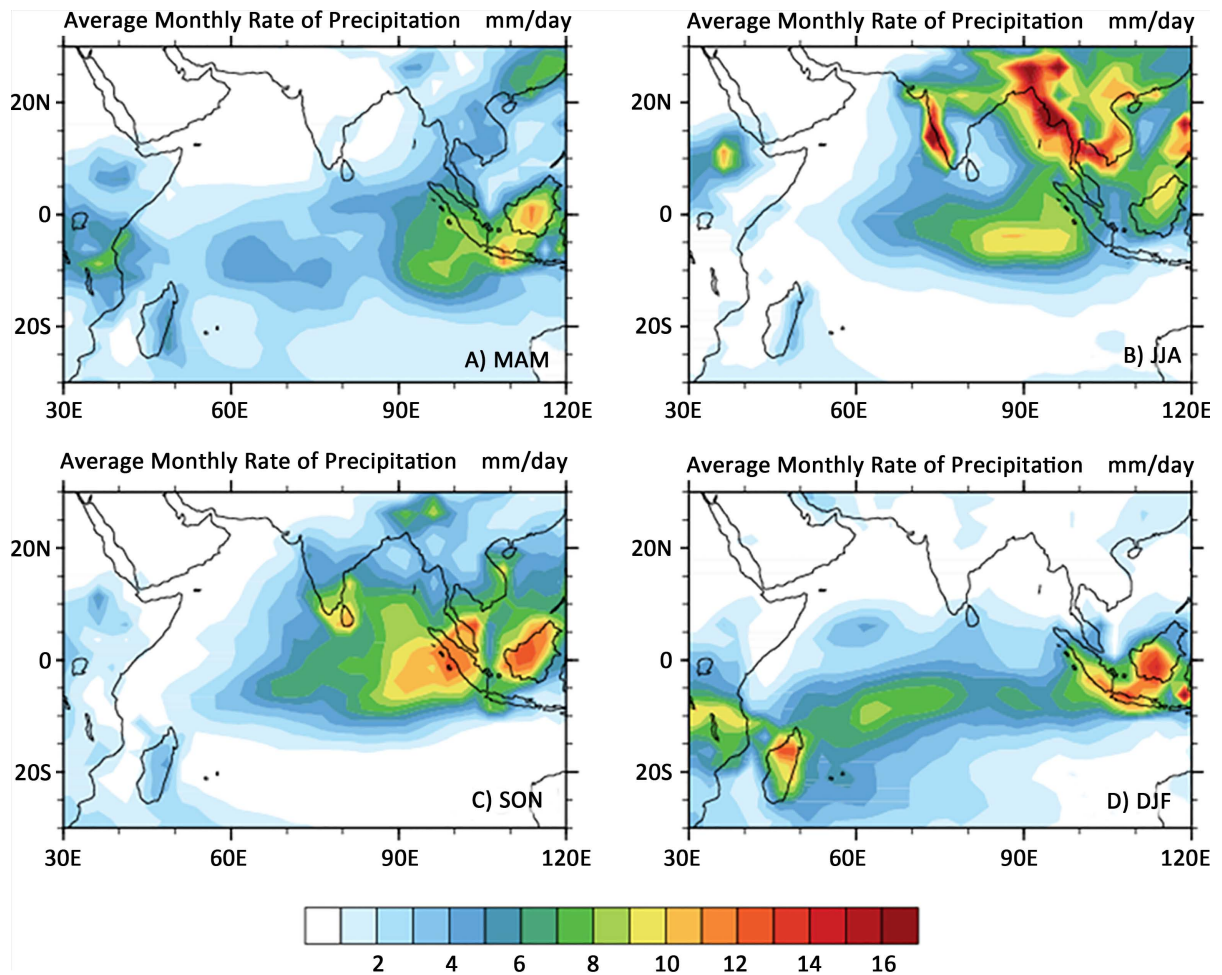 Average Monthly Rate of Precipitation mm/day
20N
0
20S
A) MAM
30E 60E 90E 120E
Average Monthly Rate of Precipitation mm/day
20N
0
20S
B) JJA
30E 60E 90E 120E
Average Monthly Rate of Precipitation mm/day
20N
0
20S
C) SON
30E 60E 90E 120E
Average Monthly Rate of Precipitation mm/day
20N
0
20S
D) DJF
30E 60E 90E 120E
2 4 6 8 10 12 14 16